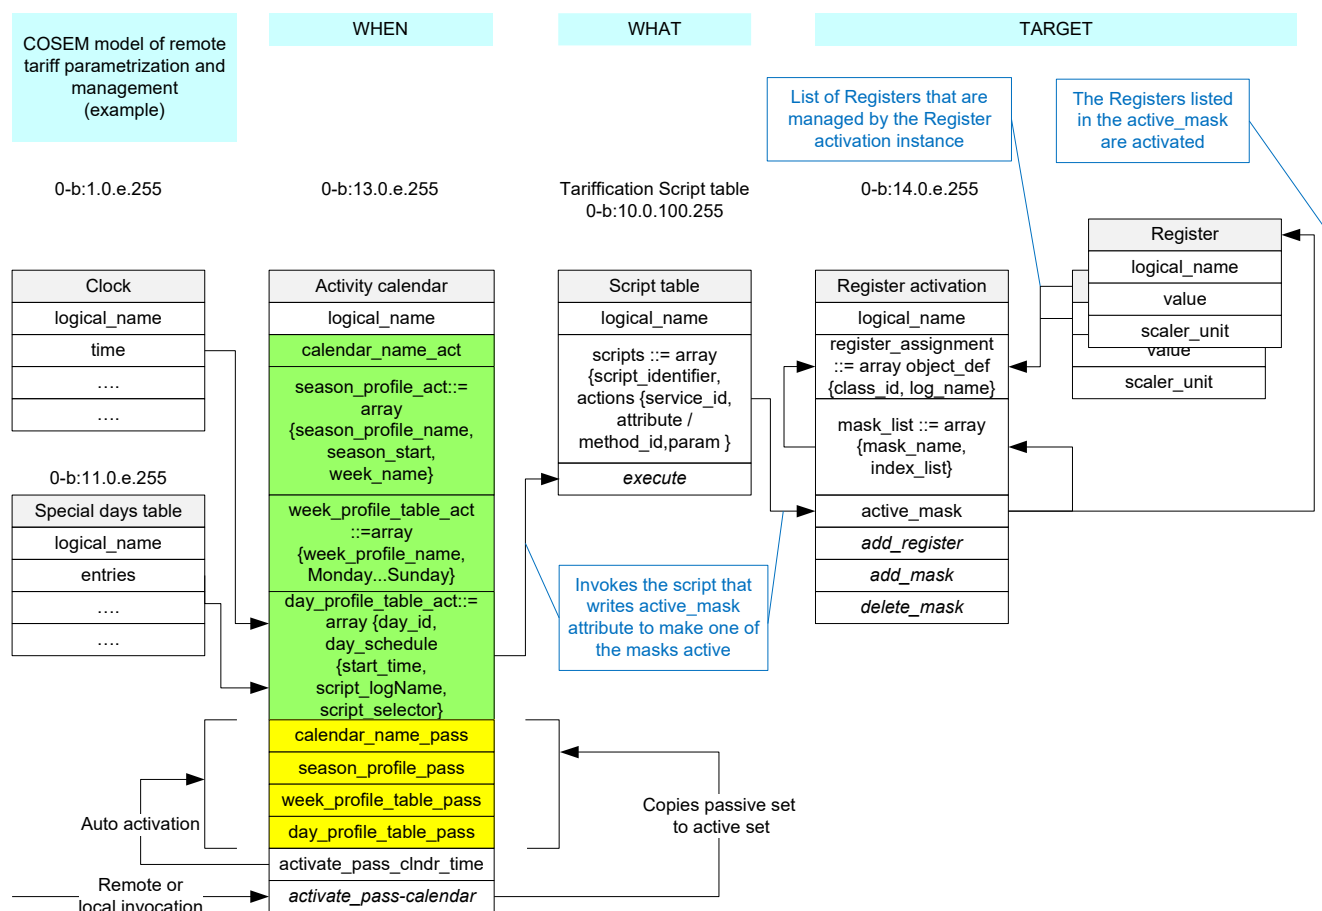 COSEM model of remote
tariff parametrization and
management
(example)
WHEN
WHAT
TARGET
List of Registers that are
managed by the Register
activation instance
The Registers listed
in the active_mask
are activated
0-b:1.0.e.255
0-b:13.0.e.255
Tariffication Script table
0-b:10.0.100.255
0-b:14.0.e.255
Clock
logical_name
time
....
....
0-b:11.0.e.255
Special days table
logical_name
entries
....
....
Activity calendar
logical_name
calendar_name_act
season_profile_act::=
array
{season_profile_name,
season_start,
week_name}
week_profile_table_act
::=array
{week_profile_name,
Monday...Sunday}
day_profile_table_act::=
array {day_id,
day_schedule
{start_time,
script_logName,
script_selector}
calendar_name_pass
season_profile_pass
week_profile_table_pass
day_profile_table_pass
activate_pass_clndr_time
activate_pass-calendar
Script table
logical_name
scripts ::= array
{script_identifier,
actions {service_id,
attribute /
method_id,param }
execute
Invokes the script that
writes active_mask
attribute to make one of
the masks active
Register activation
logical_name
register_assignment
::= array object_def
{class_id, log_name}
mask_list ::= array
{mask_name,
index_list}
active_mask
add_register
add_mask
delete_mask
Register
logical_name
value
scaler_unit
value
scaler_unit
Auto activation
Remote or
local invocation
Copies passive set
to active set